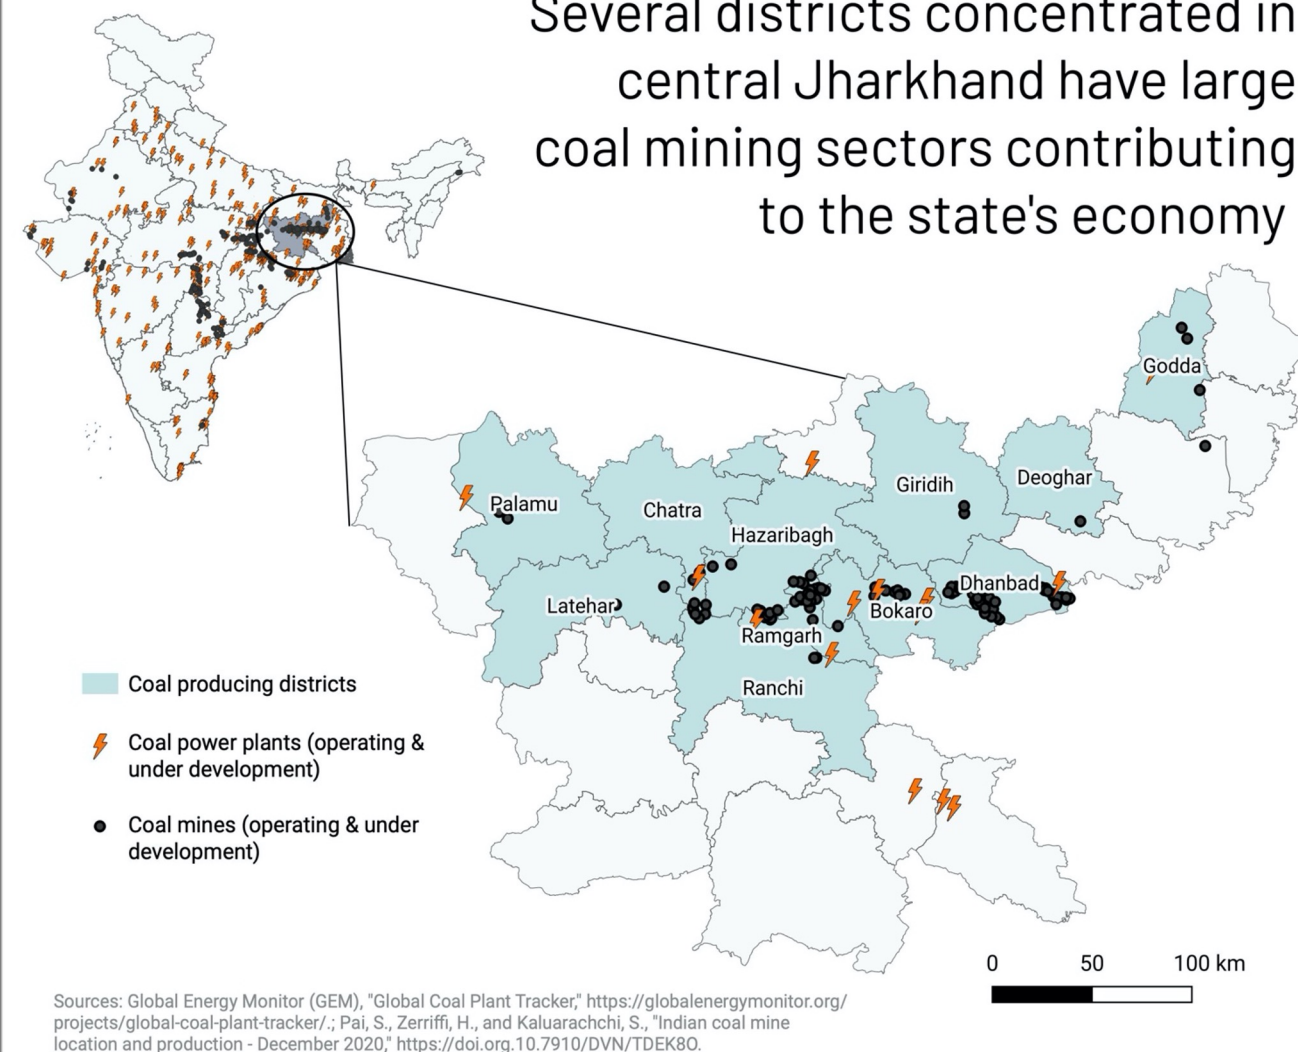 Several districts concentrated in
central Jharkhand have large
coal mining sectors contributing
to the state's economy
Godda
Giridih
Deoghar
Palamu
Chatra
Hazaribagh
Dhanbad
Latehar
Bokaro
Ramgarh
Ranchi
Coal producing districts
Coal power plants (operating &
under development)
Coal mines (operating & under
development)
0 50 100 km
Sources: Global Energy Monitor (GEM), "Global Coal Plant Tracker," https://globalenergymonitor.org/
projects/global-coal-plant-tracker/.; Pai, S., Zerriffi, H., and Kaluarachchi, S., "Indian coal mine
location and production - December 2020," https://doi.org.10.7910/DVN/TDEK8O.